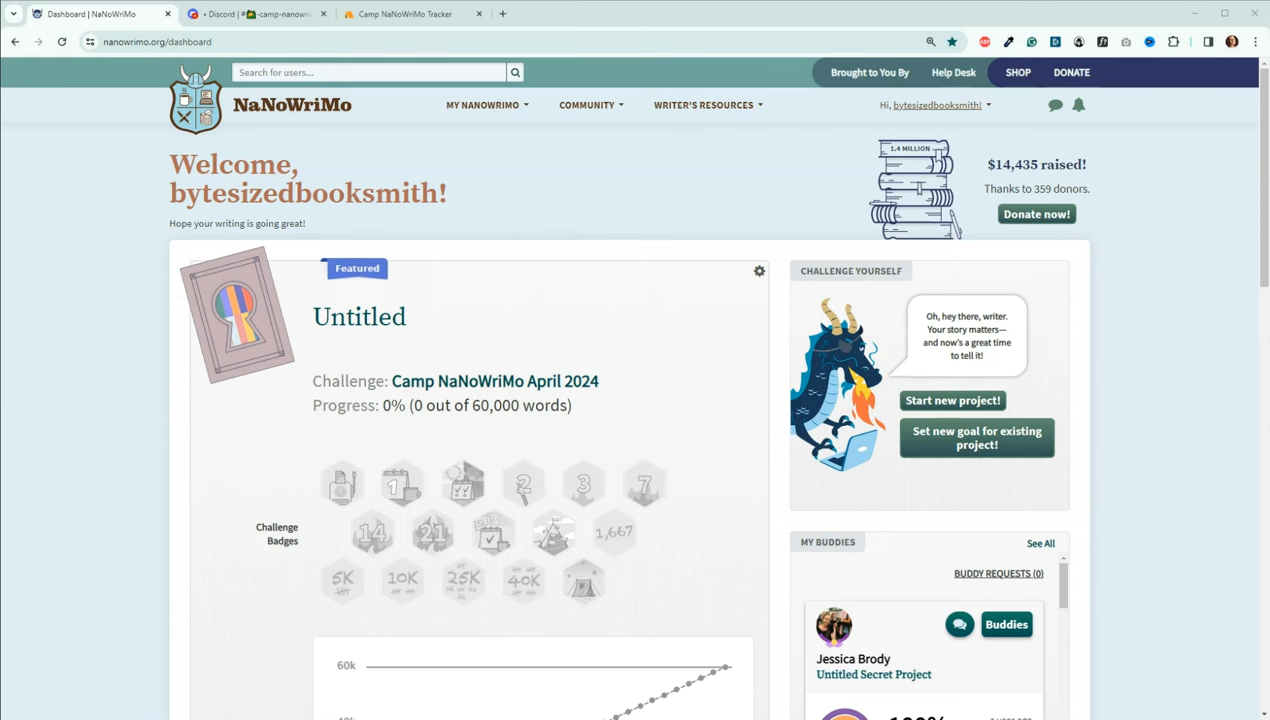 Dashboard | NaNoWriMo
• Discord | #
-camp-nanowri
Camp NaNoWriMo Tracker
nanowrimo.org/dashboard
Search for users...
Brought to You By
Help Desk
SHOP
DONATE
NaNoWriMo
MY NANOWRIMO
COMMUNITY
WRITER'S RESOURCES
Hi, bytesizedbooksmith!
Welcome,
bytesizedbooksmith!
Hope your writing is going great!
1.4 MILLION
$14,435 raised!
Thanks to 359 donors.
Donate now!
Featured
Untitled
Challenge: Camp NaNoWriMo April 2024
Progress: 0% (0 out of 60,000 words)
1
2
3
7
Challenge
Badges
14
21
1,667
5K
10K
25K
40K
60k
CHALLENGE YOURSELF
Oh, hey there, writer.
Your story matters—
and now's a great time
to tell it!
Start new project!
Set new goal for existing
project!
MY BUDDIES
See All
BUDDY REQUESTS (0)
Buddies
Jessica Brody
Untitled Secret Project
100%